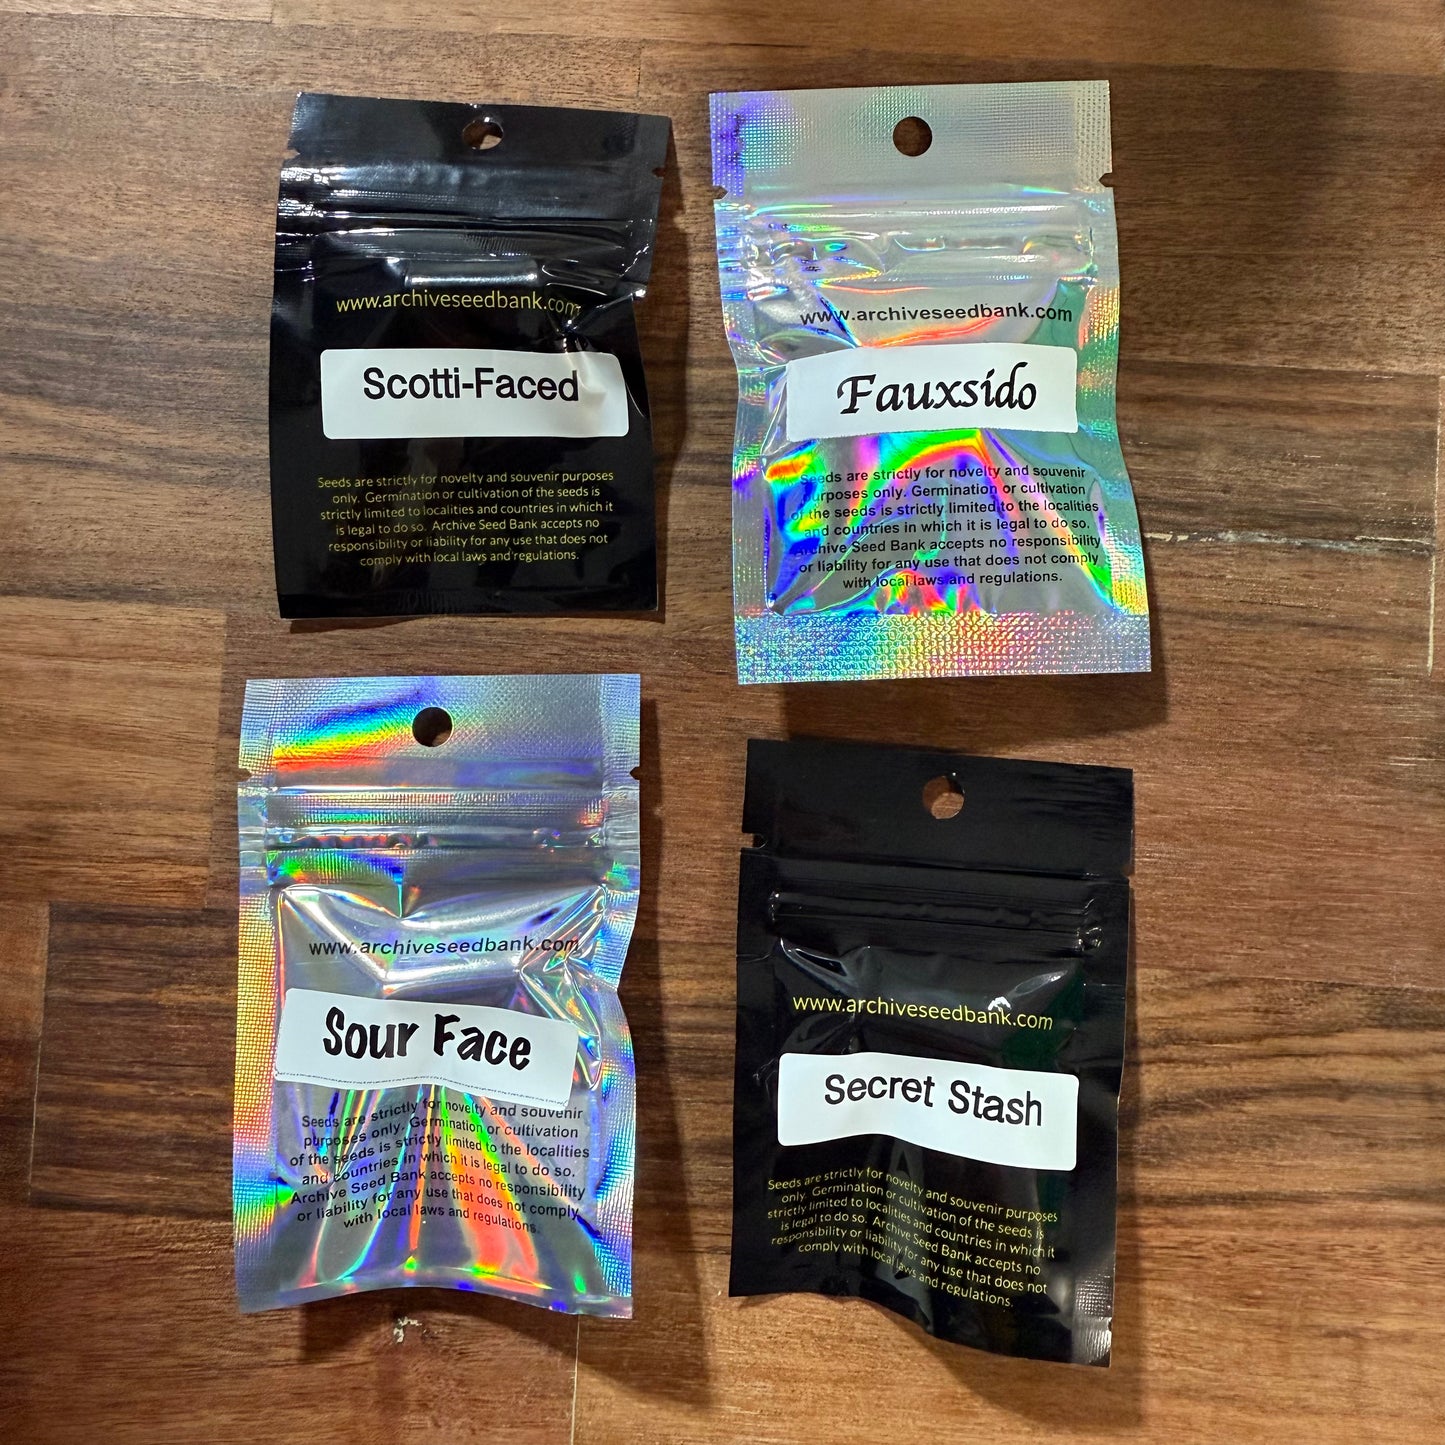 www.archiveseedbank.com
Scotti-Faced
Seeds are strictly for novelty and souvenir purposes
only. Germination or cultivation of the seeds is
strictly limited to localities and countries in which it
is legal to do so. Archive Seed Bank accepts no
responsibility or liability for any use that does not
comply with local laws and regulations.
www.archiveseedbank.com
Fauxsido
Seeds are strictly for novelty and souvenir
purposes only. Germination or cultivation
of the seeds is strictly limited to the localities
and countries in which it is legal to do so.
Archive Seed Bank accepts no responsibility
or liability for any use that does not comply
with local laws and regulations.
www.archiveseedbank.com
Sour Face
Seeds are strictly for novelty and souvenir
purposes only. Germination or cultivation
of the seeds is strictly limited to the localities
and countries in which it is legal to do so.
Archive Seed Bank accepts no responsibility
or liability for any use that does not comply
with local laws and regulations.
www.archiveseedbank.com
Secret Stash
Seeds are strictly for novelty and souvenir purposes
only. Germination or cultivation of the seeds is
strictly limited to localities and countries in which it
is legal to do so. Archive Seed Bank accepts no
responsibility or liability for any use that does not
comply with local laws and regulations.